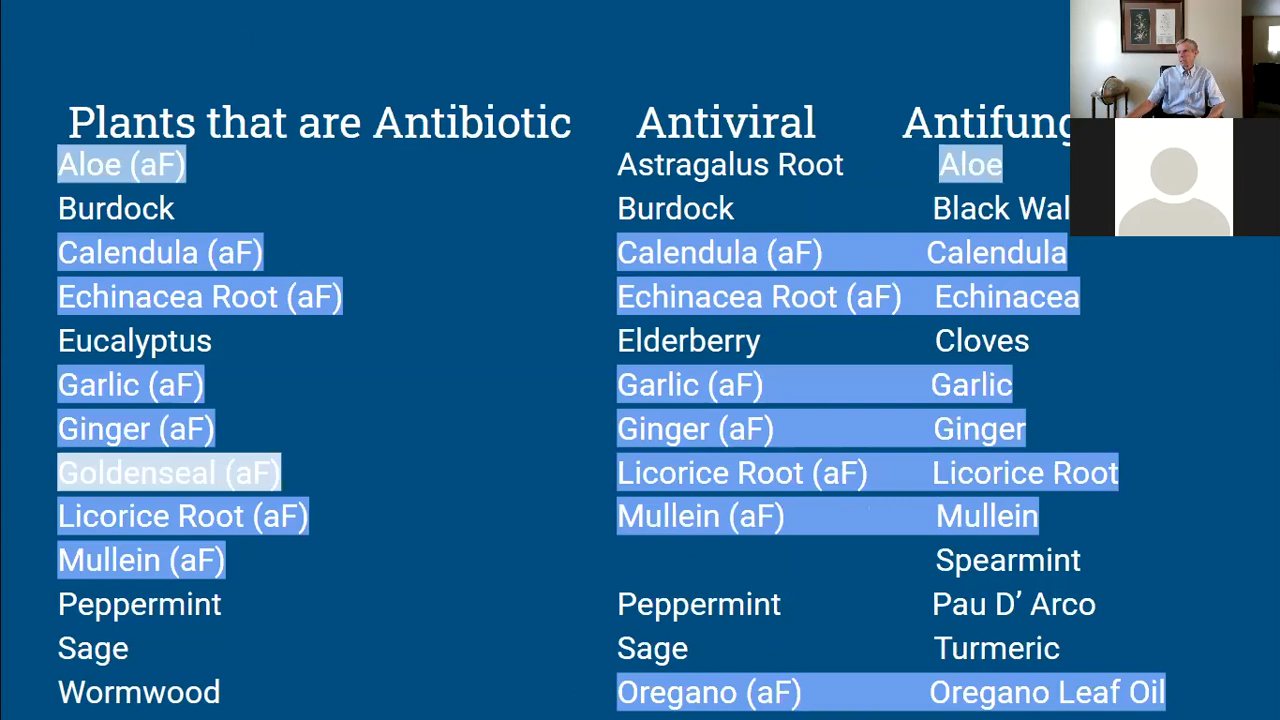 Plants that are Antibiotic Antiviral Antifung
Aloe (aF) Astragalus Root Aloe
Burdock Burdock Black Wal
Calendula (aF) Calendula (aF) Calendula
Echinacea Root (aF) Echinacea Root (aF) Echinacea
Eucalyptus Elderberry Cloves
Garlic (aF) Garlic (aF) Garlic
Ginger (aF) Ginger (aF) Ginger
Goldenseal (aF) Licorice Root (aF) Licorice Root
Licorice Root (aF) Mullein (aF) Mullein
Mullein (aF) Spearmint
Peppermint Peppermint Pau D’ Arco
Sage Sage Turmeric
Wormwood Oregano (aF) Oregano Leaf Oil